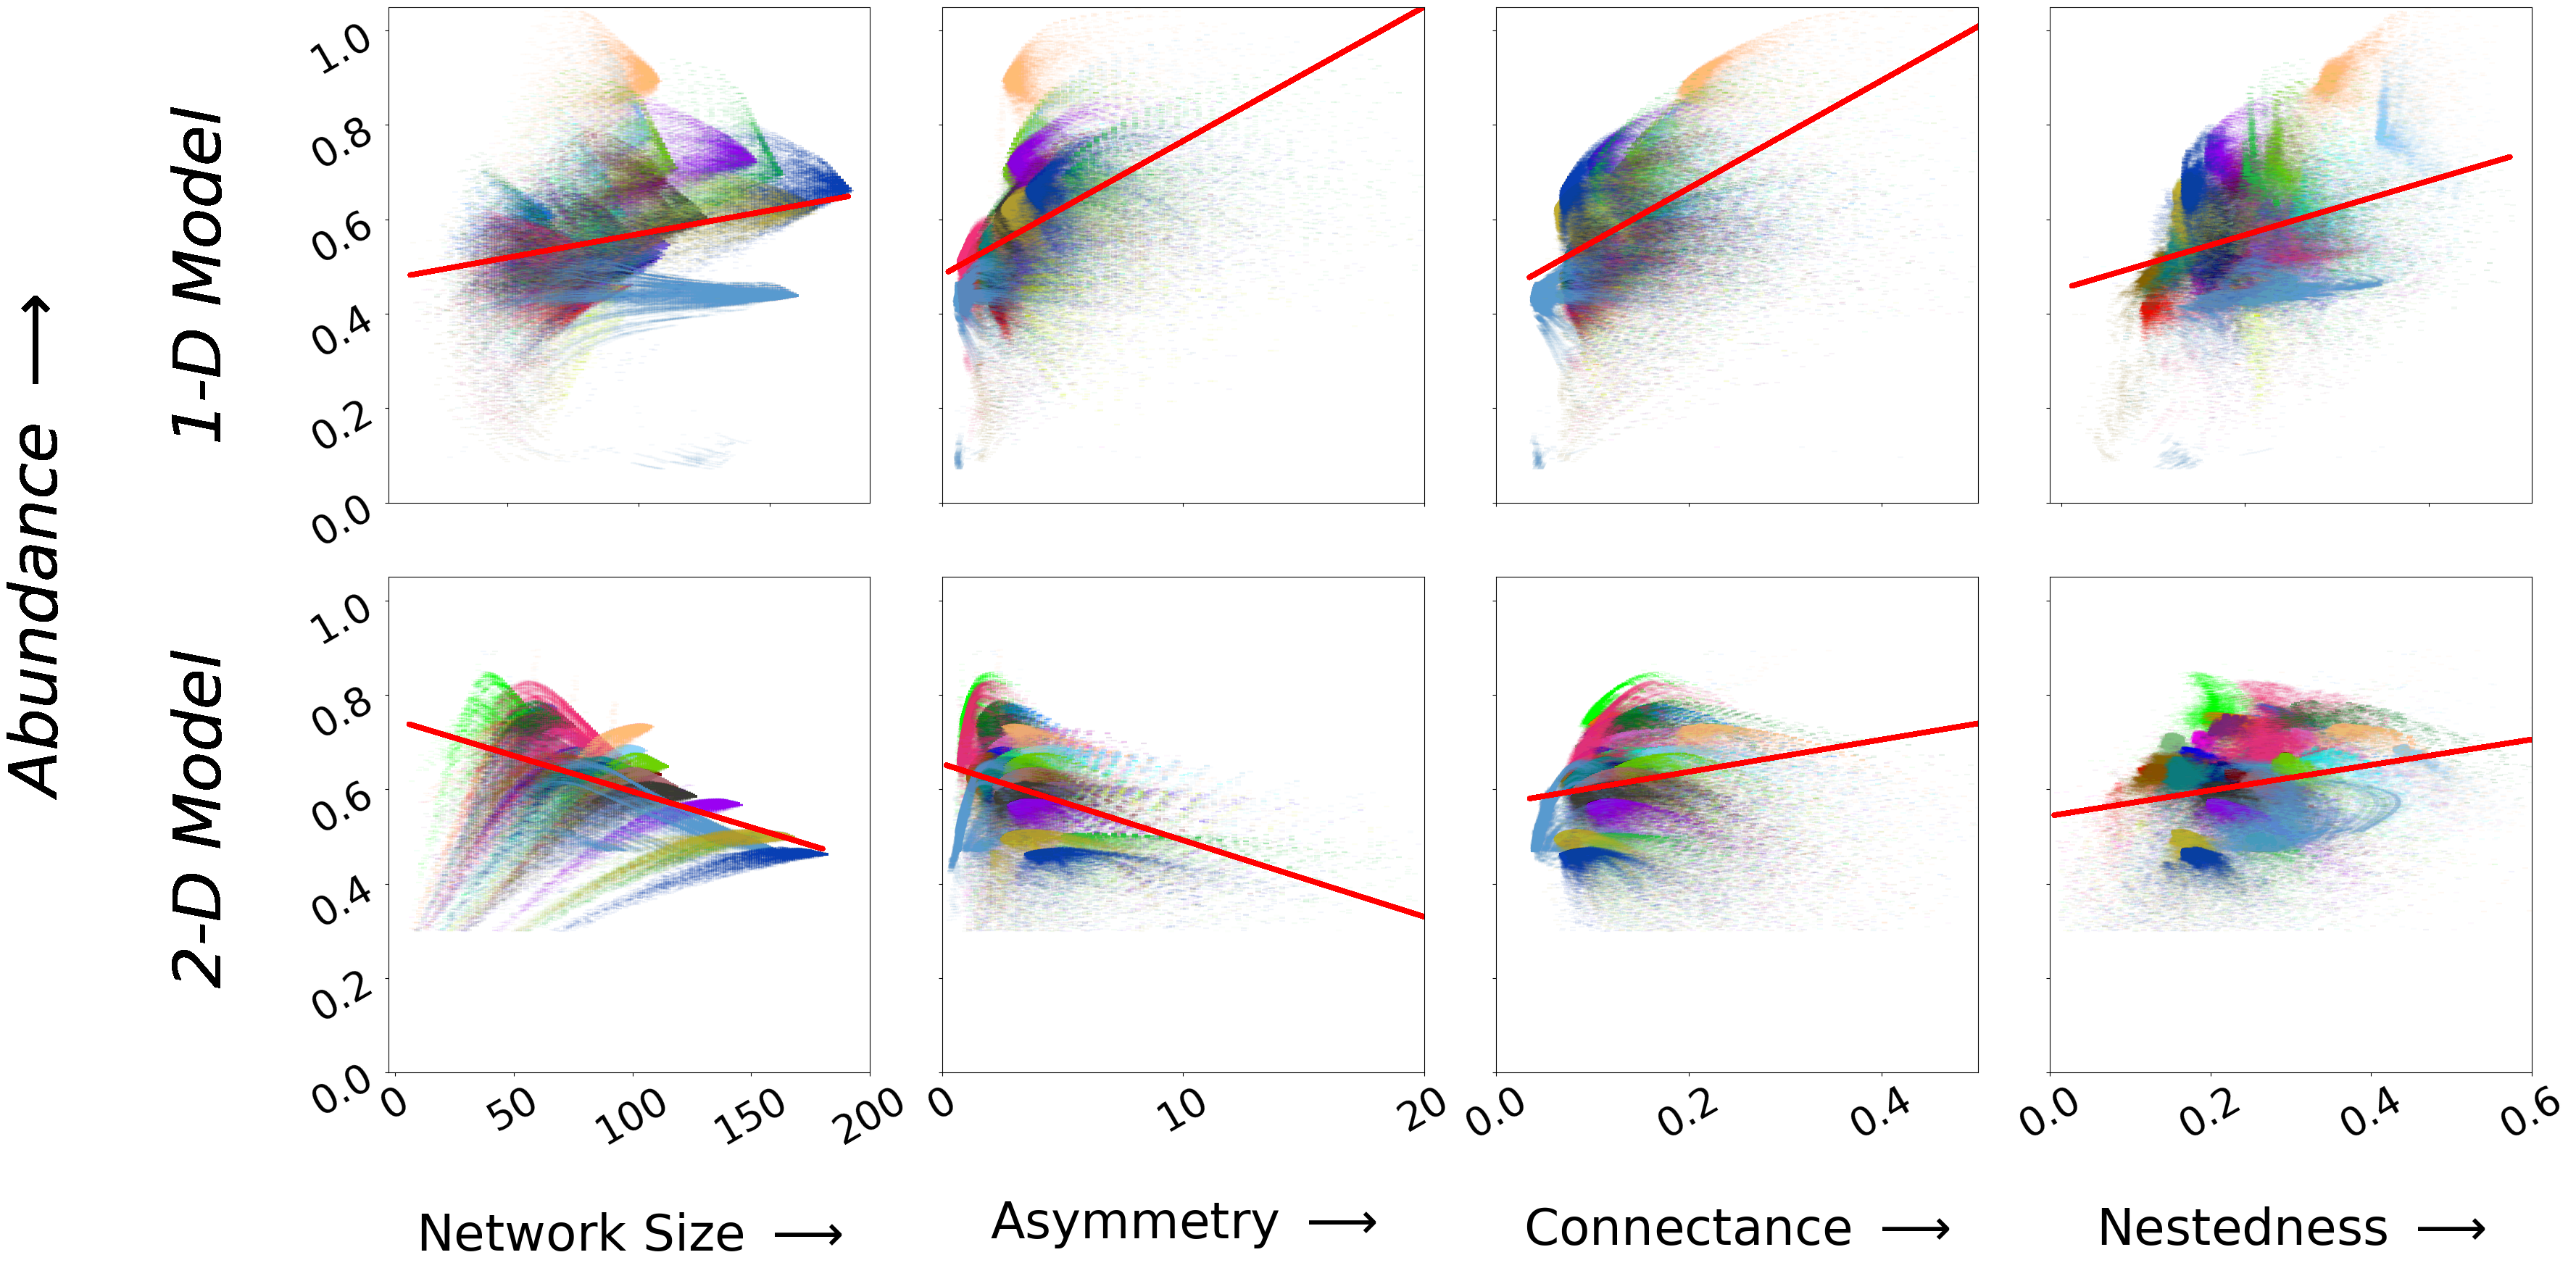 Abundance ⟶
1-D Model
1.0
0.8
0.6
0.4
0.2
0.0
2-D Model
1.0
0.8
0.6
0.4
0.2
0.0
0 50 100 150 200
0 10 20
0.0 0.2 0.4
0.0 0.2 0.4 0.6
Network Size ⟶
Asymmetry ⟶
Connectance ⟶
Nestedness ⟶